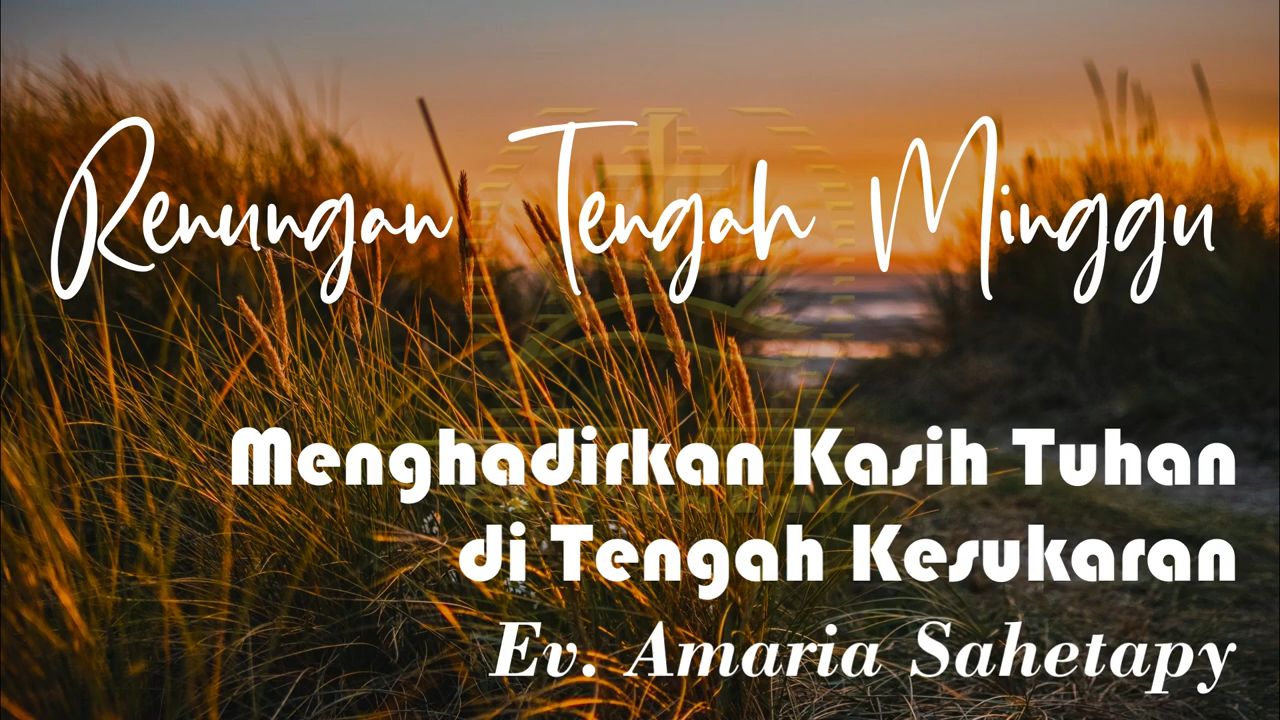 Renungan Tengah Minggu
Menghadirkan Kasih Tuhan
di Tengah Kesukaran
Ev. Amaria Sahetapy